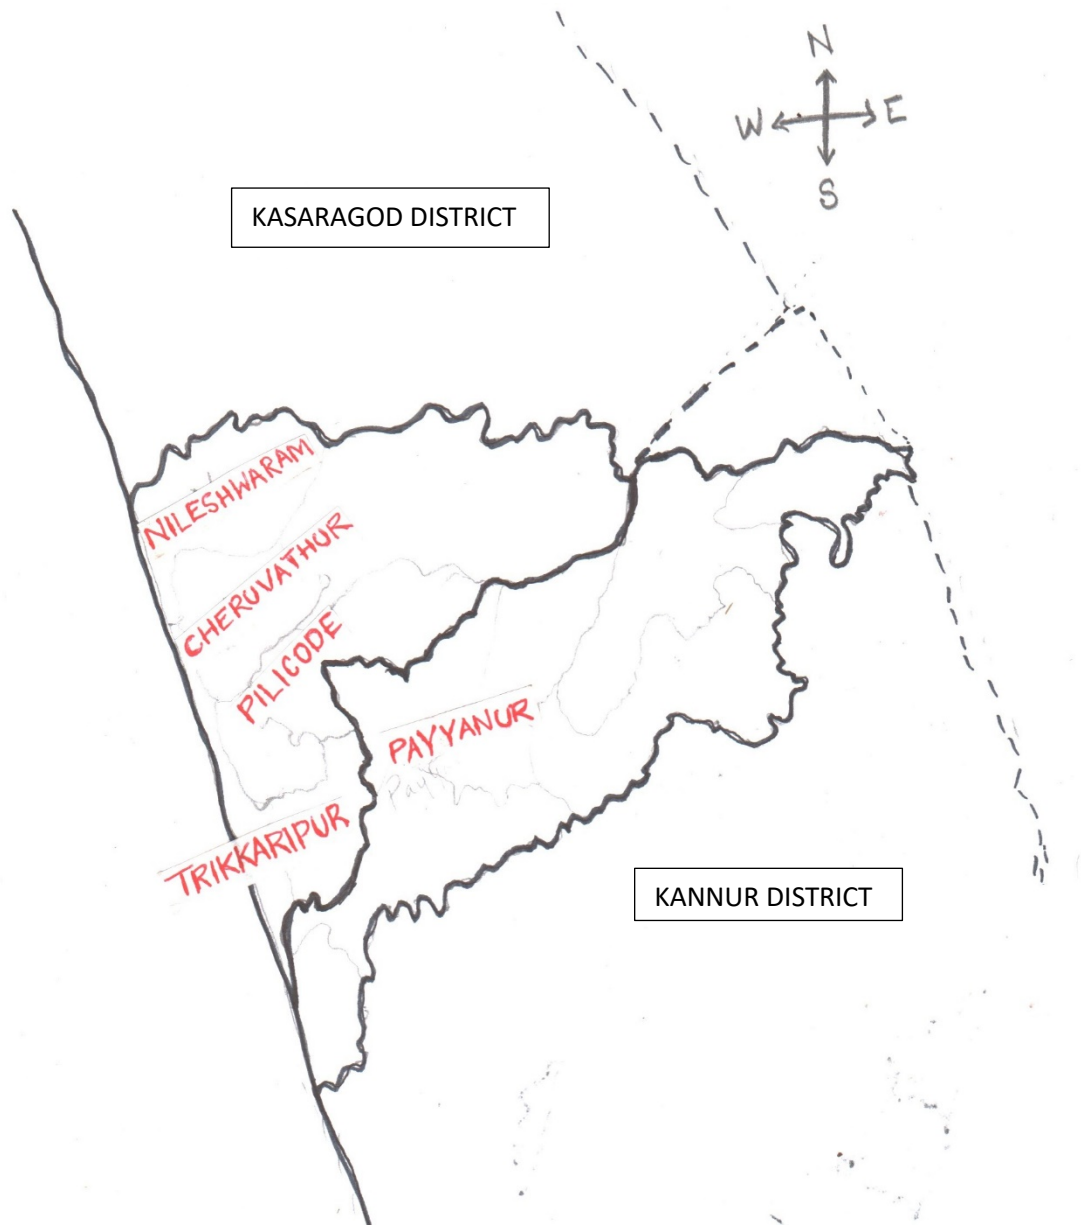 N
W E
S
KASARAGOD DISTRICT
NILESHWARAM
CHERUVATHUR
PILICODE
PAYYANUR
TRIKKARIPUR
KANNUR DISTRICT